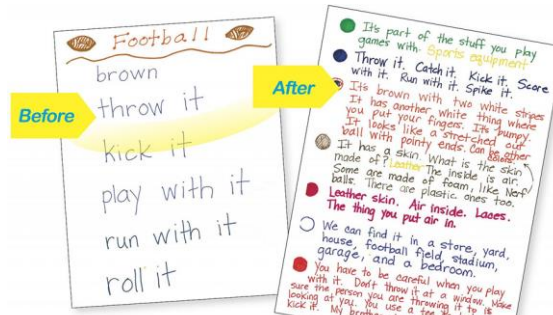 Football
brown
Before
throw it
kick it
play with it
run with it
roll it
After
It's part of the stuff you play
games with. Sports equipment
Throw it. Catch it. Kick it. Score
with it. Run with it. Spike it.
It's brown with two white stripes
It has another white thing where
you put your fingers. It's bumpy.
It looks like a stretched out
ball with pointy ends. Can be other
colors
It has a skin. What is the skin
made of? Leather The inside is air.
Some are made of foam, like Nerf
balls. There are plastic ones too.
Leather skin. Air inside. Laces.
The thing you put air in.
We can find it in a store, yard,
house, football field, stadium,
garage, and a bedroom.
You have to be careful when you play
with it. Don't throw it at a window. Make
sure the person you are throwing it to is
looking at you. You use a tee to
kick it. My